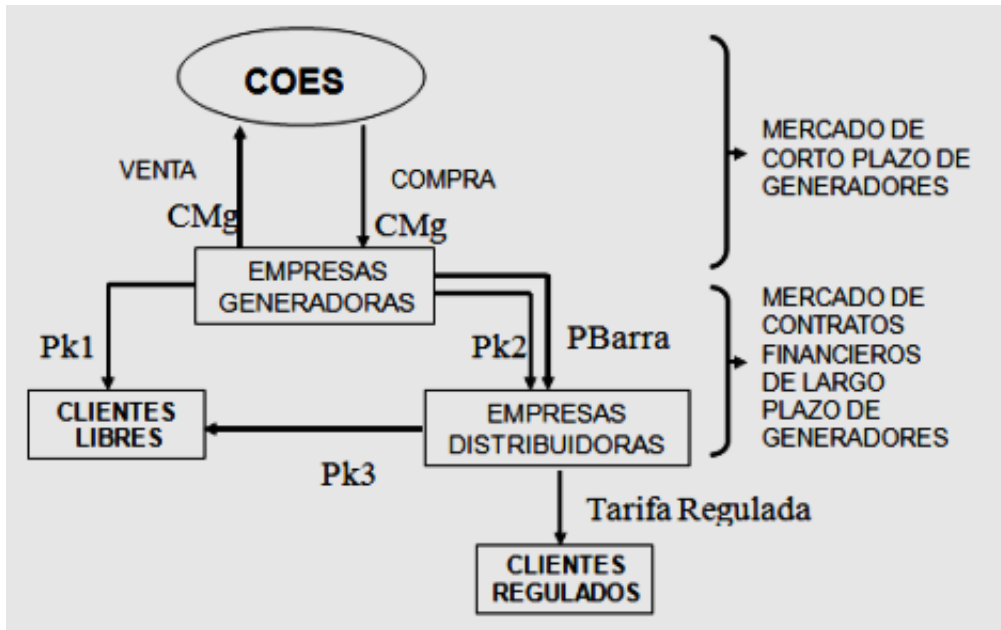 COES
VENTA
CMg
COMPRA
CMg
MERCADO DE
CORTO PLAZO DE
GENERADORES
EMPRESAS
GENERADORAS
Pk1
Pk2
PBarra
MERCADO DE
CONTRATOS
FINANCIEROS
DE LARGO
PLAZO DE
GENERADORES
CLIENTES
LIBRES
EMPRESAS
DISTRIBUIDORAS
Pk3
Tarifa Regulada
CLIENTES
REGULADOS